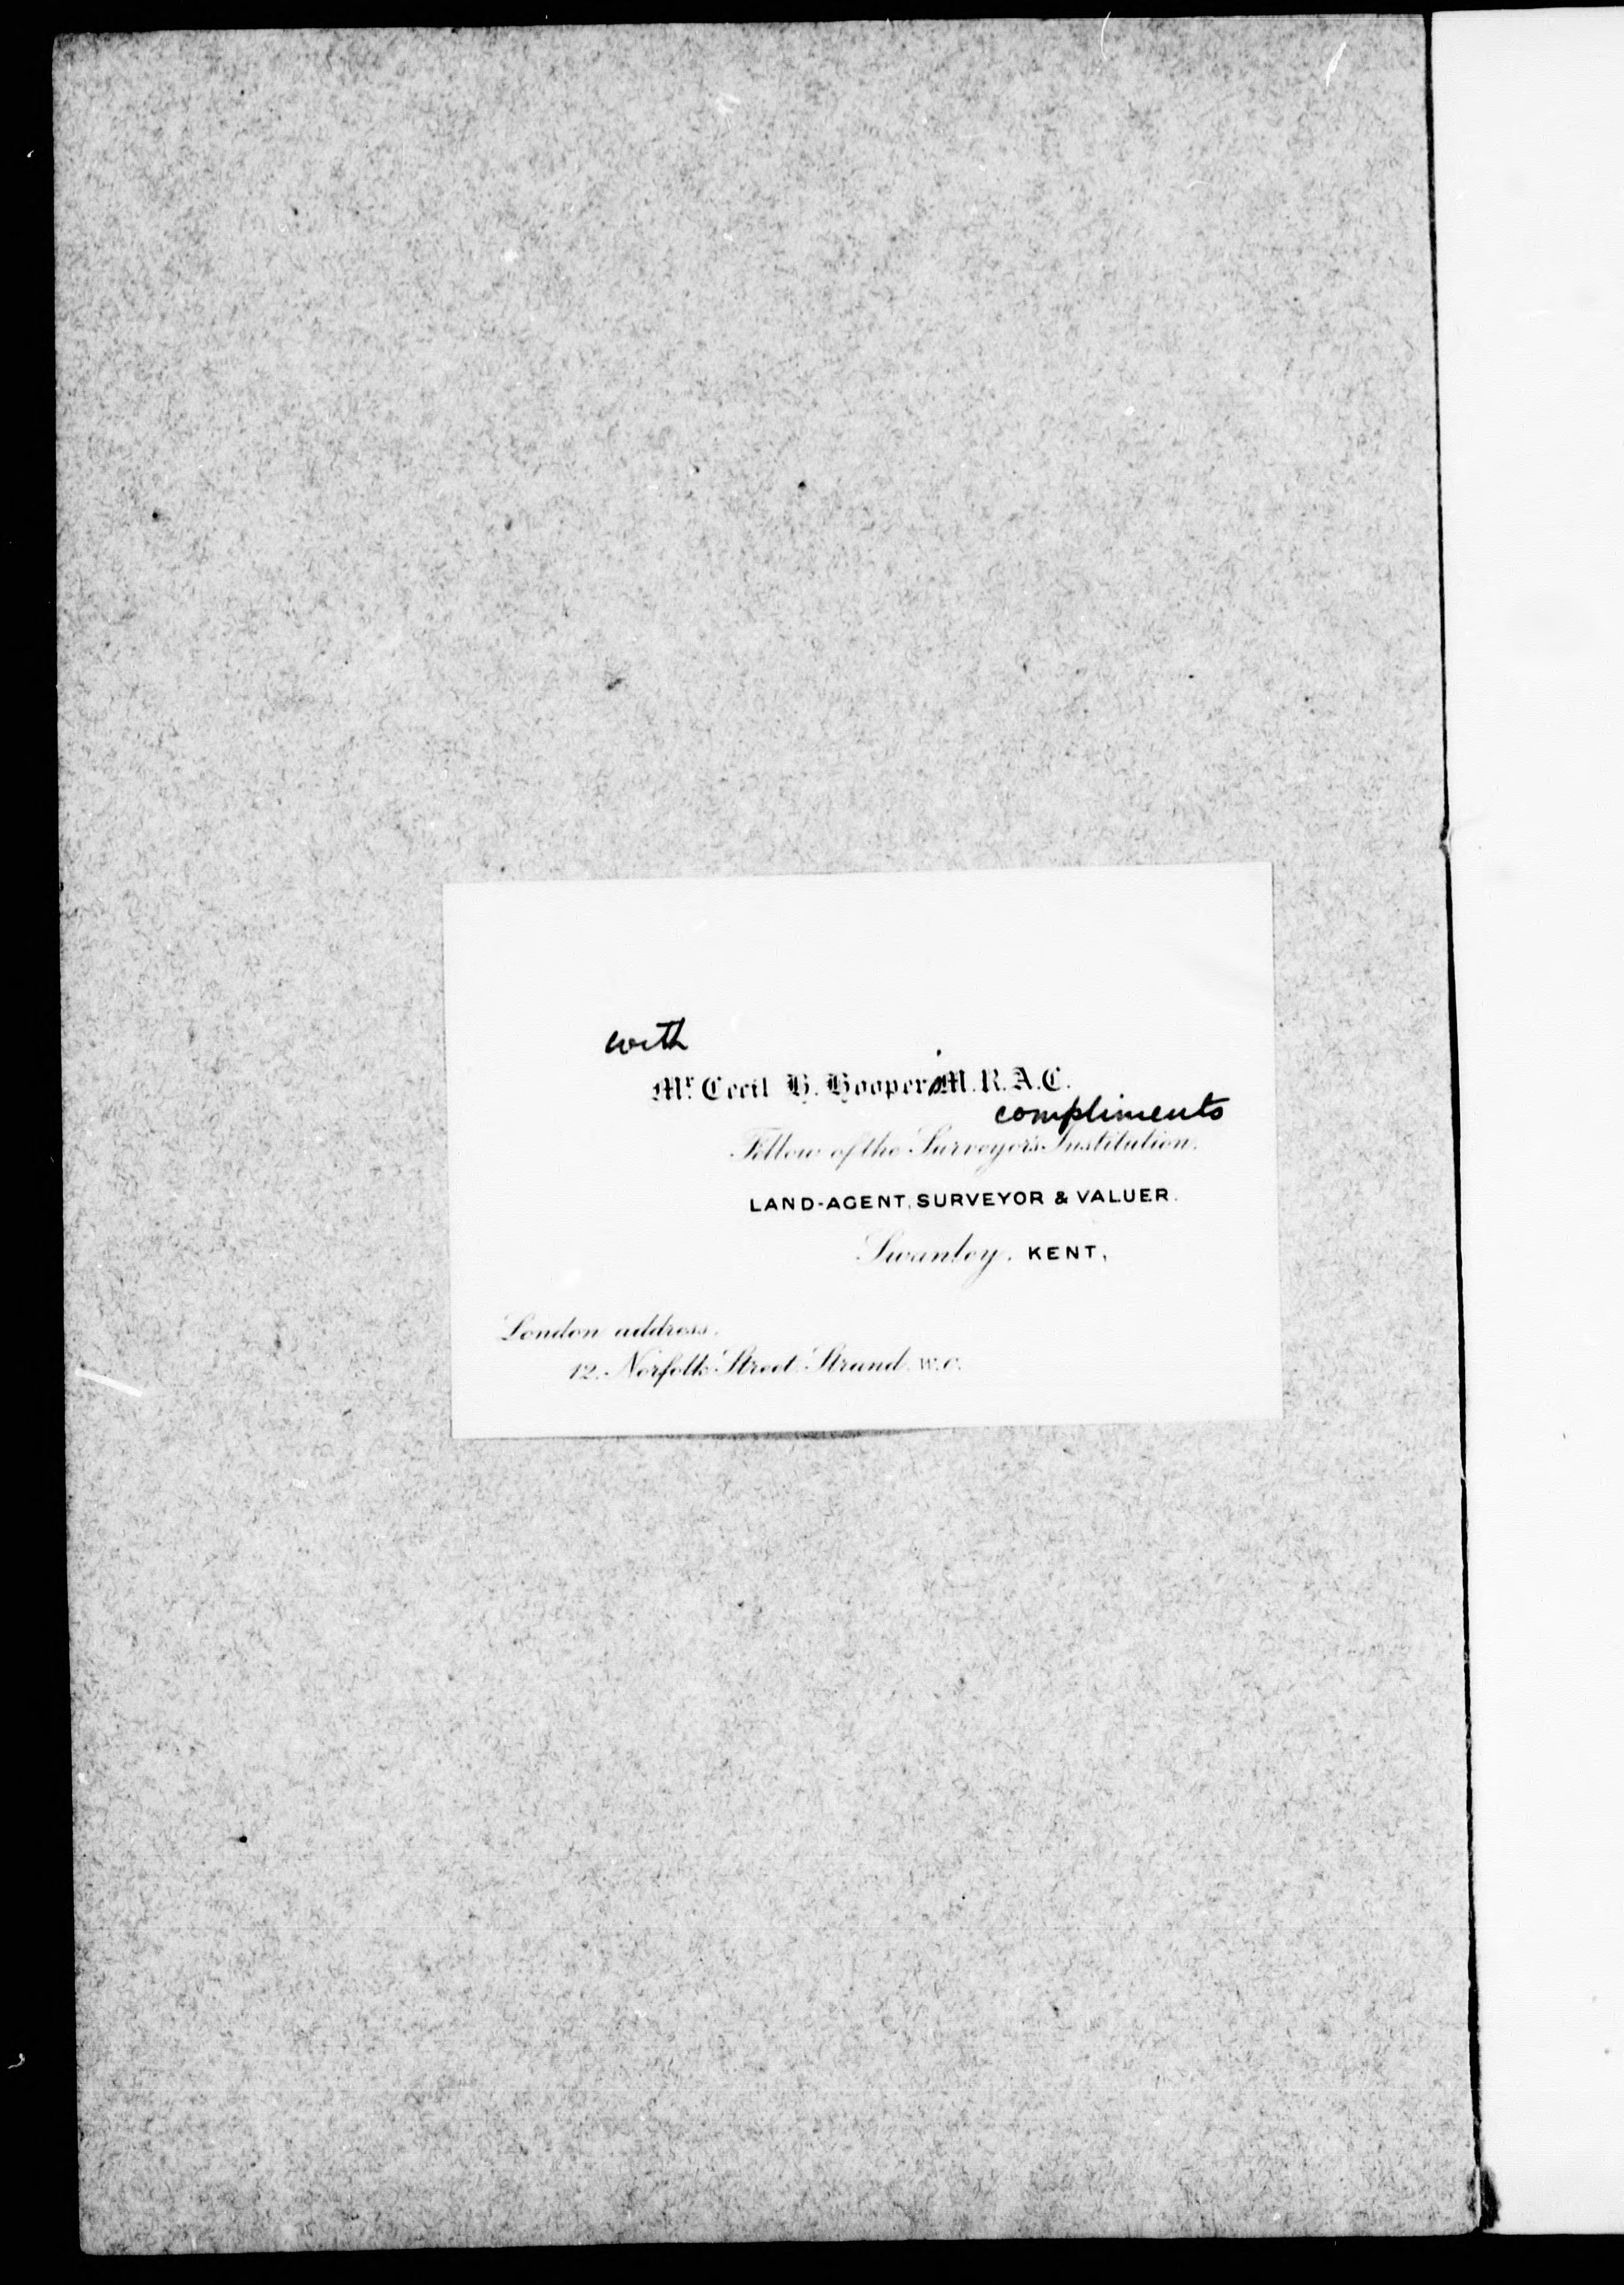 with
Mr. Cecil H. Hooper's M.R.A.C.
compliments
Fellow of the Surveyors Institution.
LAND-AGENT, SURVEYOR & VALUER.
Swanley, KENT,
London address,
12, Norfolk Street Strand, W.C.